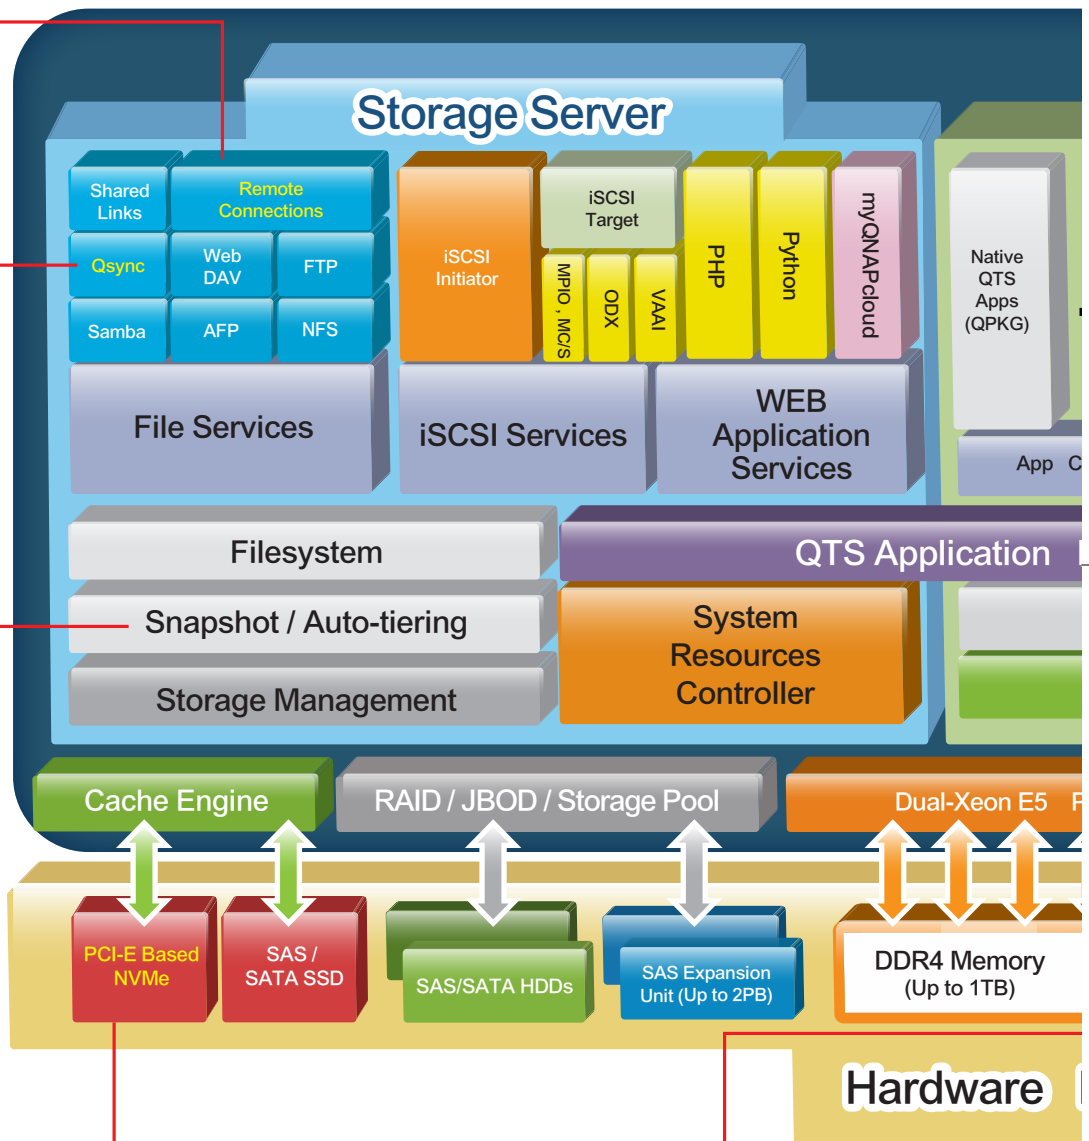 Storage Server
Shared
Links
Remote
Connections
Qsync
Web
DAV
FTP
Samba
AFP
NFS
iSCSI
Initiator
iSCSI
Target
MPIO , MC/S
ODX
VAAI
PHP
Python
myQNAPcloud
Native
QTS
Apps
(QPKG)
File Services
iSCSI Services
WEB
Application
Services
App
Filesystem
QTS Application
Snapshot / Auto-tiering
System
Resources
Controller
Storage Management
Cache Engine
RAID / JBOD / Storage Pool
Dual-Xeon E5
PCI-E Based
NVMe
SAS /
SATA SSD
SAS/SATA HDDs
SAS Expansion
Unit (Up to 2PB)
DDR4 Memory
(Up to 1TB)
Hardware